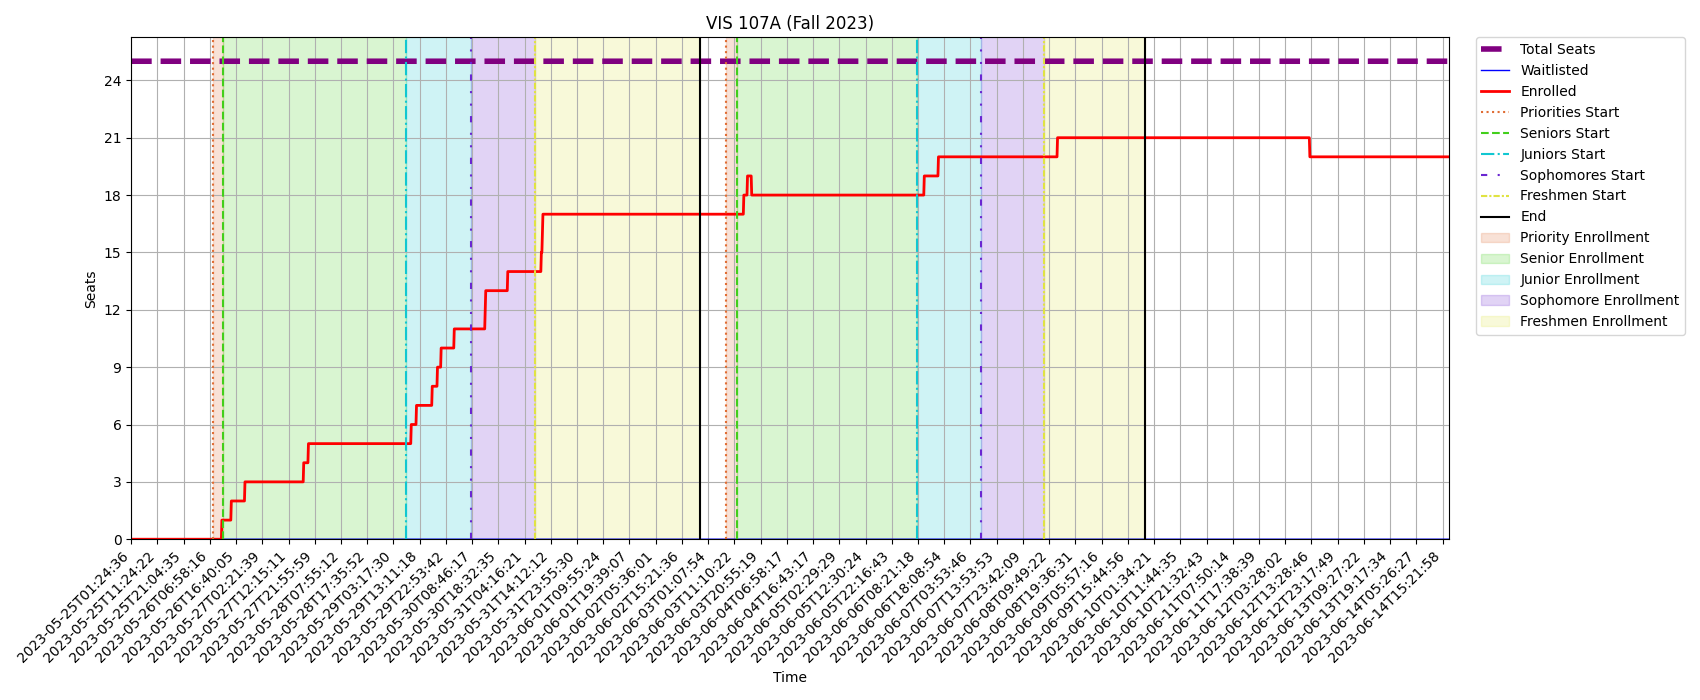 VIS 107A (Fall 2023)
Total Seats
Waitlisted
Enrolled
Priorities Start
Seniors Start
Juniors Start
Sophomores Start
Freshmen Start
End
Priority Enrollment
Senior Enrollment
Junior Enrollment
Sophomore Enrollment
Freshmen Enrollment
Seats
24
21
18
15
12
9
6
3
0
2023-05-25T01:24:36
2023-05-25T11:24:22
2023-05-25T21:04:35
2023-05-26T06:58:16
2023-05-26T16:40:05
2023-05-27T02:21:39
2023-05-27T12:15:11
2023-05-27T21:55:59
2023-05-28T07:55:12
2023-05-28T17:35:52
2023-05-29T03:17:30
2023-05-29T13:11:18
2023-05-29T22:53:42
2023-05-30T08:46:17
2023-05-30T18:32:35
2023-05-31T04:16:21
2023-05-31T14:12:12
2023-05-31T23:55:30
2023-06-01T09:55:24
2023-06-01T19:39:07
2023-06-02T05:36:01
2023-06-02T15:21:36
2023-06-03T01:07:54
2023-06-03T11:10:22
2023-06-03T20:55:19
2023-06-04T06:58:17
2023-06-04T16:43:17
2023-06-05T02:29:29
2023-06-05T12:30:24
2023-06-05T22:16:43
2023-06-06T08:21:18
2023-06-06T18:08:54
2023-06-07T03:53:46
2023-06-07T13:53:53
2023-06-07T23:42:09
2023-06-08T09:49:22
2023-06-08T19:36:31
2023-06-09T05:57:16
2023-06-09T15:44:56
2023-06-10T01:34:21
2023-06-10T11:44:35
2023-06-10T21:32:43
2023-06-11T07:50:14
2023-06-11T17:38:39
2023-06-12T03:28:02
2023-06-12T13:28:46
2023-06-12T23:17:49
2023-06-13T09:27:22
2023-06-13T19:17:34
2023-06-14T05:26:27
2023-06-14T15:21:58
Time